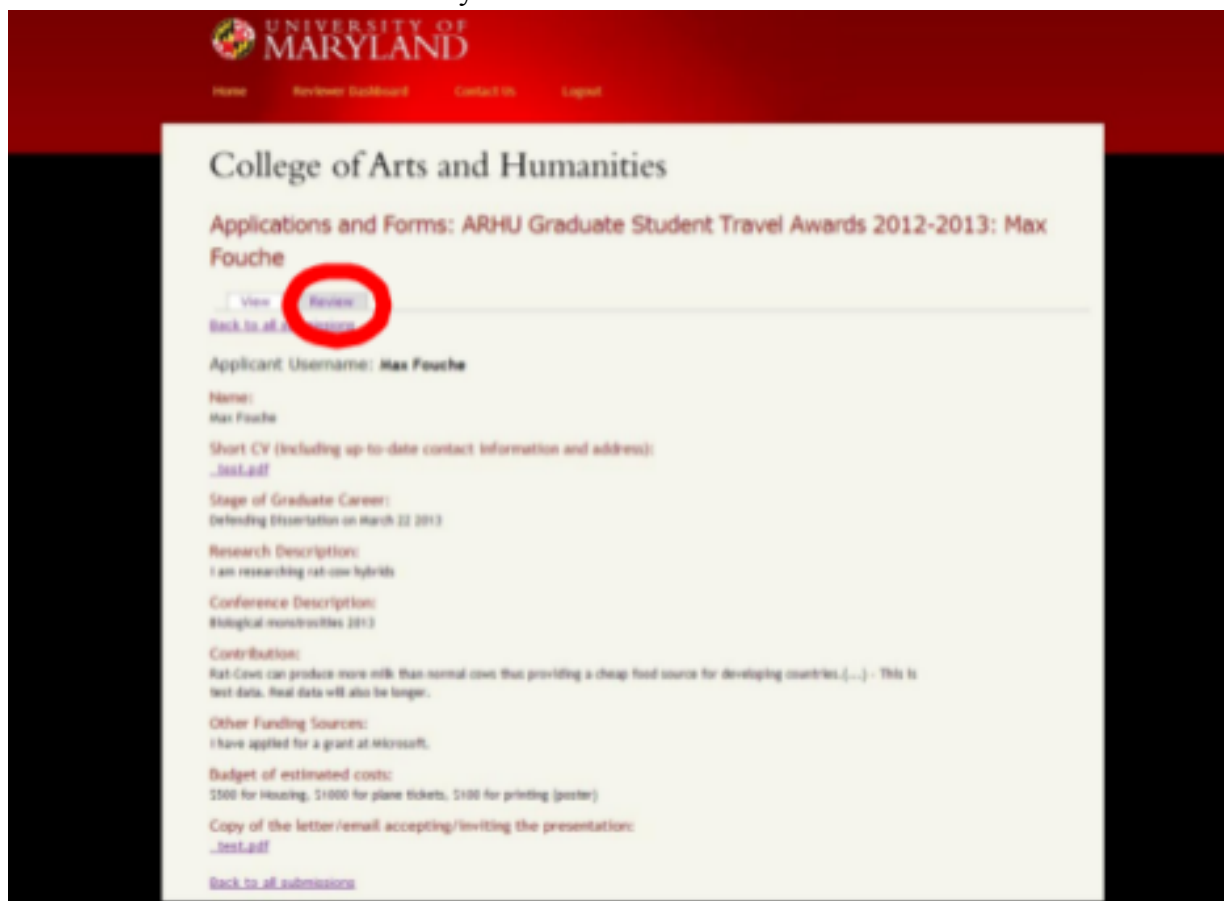 UNIVERSITY OF
MARYLAND
Home Reviewer Dashboard Contact Us Logout
College of Arts and Humanities
Applications and Forms: ARHU Graduate Student Travel Awards 2012-2013: Max
Fouche
View Review
Back to all submissions
Applicant Username: Max Fouche
Name:
Max Fouche
Short CV (including up-to-date contact information and address):
_test.pdf
Stage of Graduate Career:
Defending Dissertation on March 22 2013
Research Description:
I am researching rat-cow hybrids
Conference Description:
Biological monstrosities 2013
Contribution:
Rat-Cows can produce more milk than normal cows thus providing a cheap food source for developing countries.(...) - This is
test data. Real data will also be longer.
Other Funding Sources:
I have applied for a grant at Microsoft.
Budget of estimated costs:
$500 for Housing, $1000 for plane tickets, $100 for printing (poster)
Copy of the letter/email accepting/inviting the presentation:
_test.pdf
Back to all submissions